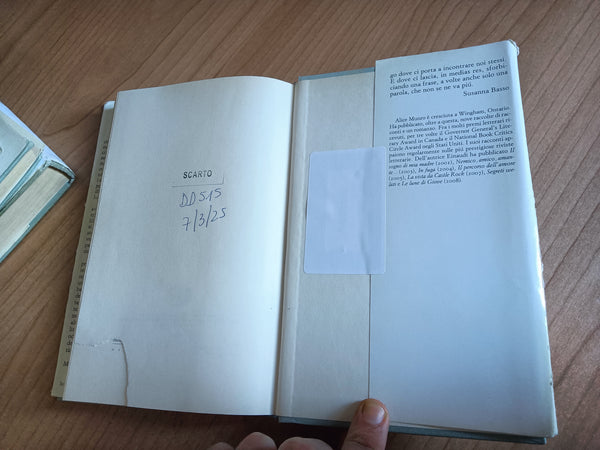 SCARTO
DD515
7/3/25
go dove ci porta a incontrare noi stessi.
E dove ci lascia, in medias res, sforbi-
ciando una frase, a volte anche solo una
parola, che non se ne va più.
Susanna Basso
Alice Munro è cresciuta a Wingham, Ontario.
Ha pubblicato, oltre a questa, nove raccolte di rac-
conti e un romanzo. Fra i molti premi letterari ri-
cevuti, per tre volte il Governor General's Lite-
rary Award in Canada e il National Book Critics
Circle Award negli Stati Uniti. I suoi racconti ap-
paiono regolarmente sulle più prestigiose riviste
letterarie. Dell'autrice Einaudi ha pubblicato Il
sogno di mia madre (2001), Nemico, amico, aman-
te... (2003), In fuga (2004), Il percorso dell'amore
(2005), La vista da Castle Rock (2007), Segreti sve-
lati e Le lune di Giove (2008).